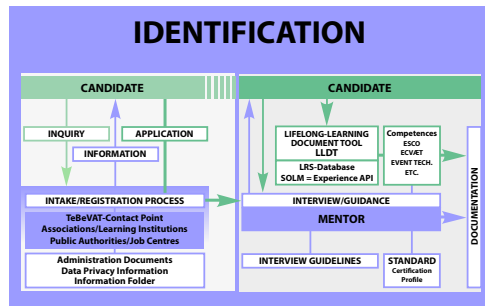 IDENTIFICATION
CANDIDATE
INQUIRY
APPLICATION
INFORMATION
INTAKE/REGISTRATION PROCESS
TeBeVAT-Contact Point
Associations/Learning Institutions
Public Authorities/Job Centres
Administration Documents
Data Privacy Information
Information Folder
CANDIDATE
LIFELONG-LEARNING
DOCUMENT TOOL
LLDT
LRS-Database
SOLM = Experience API
Competences
ESCO
ECVET
EVENT TECH.
ETC.
INTERVIEW/GUIDANCE
MENTOR
INTERVIEW GUIDELINES
STANDARD
Certification
Profile
DOCUMENTATION